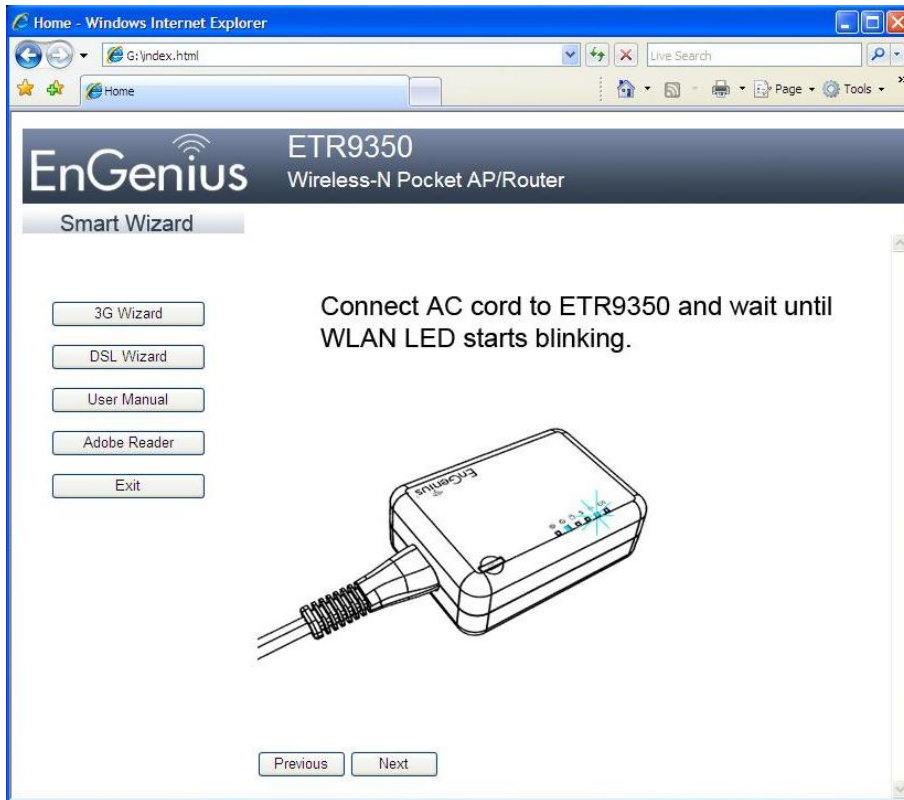 Home - Windows Internet Explorer
G:\index.html
Live Search
Home
Page
Tools
EnGenius
ETR9350
Wireless-N Pocket AP/Router
Smart Wizard
3G Wizard
DSL Wizard
User Manual
Adobe Reader
Exit
Connect AC cord to ETR9350 and wait until
WLAN LED starts blinking.
EnGenius
Previous
Next